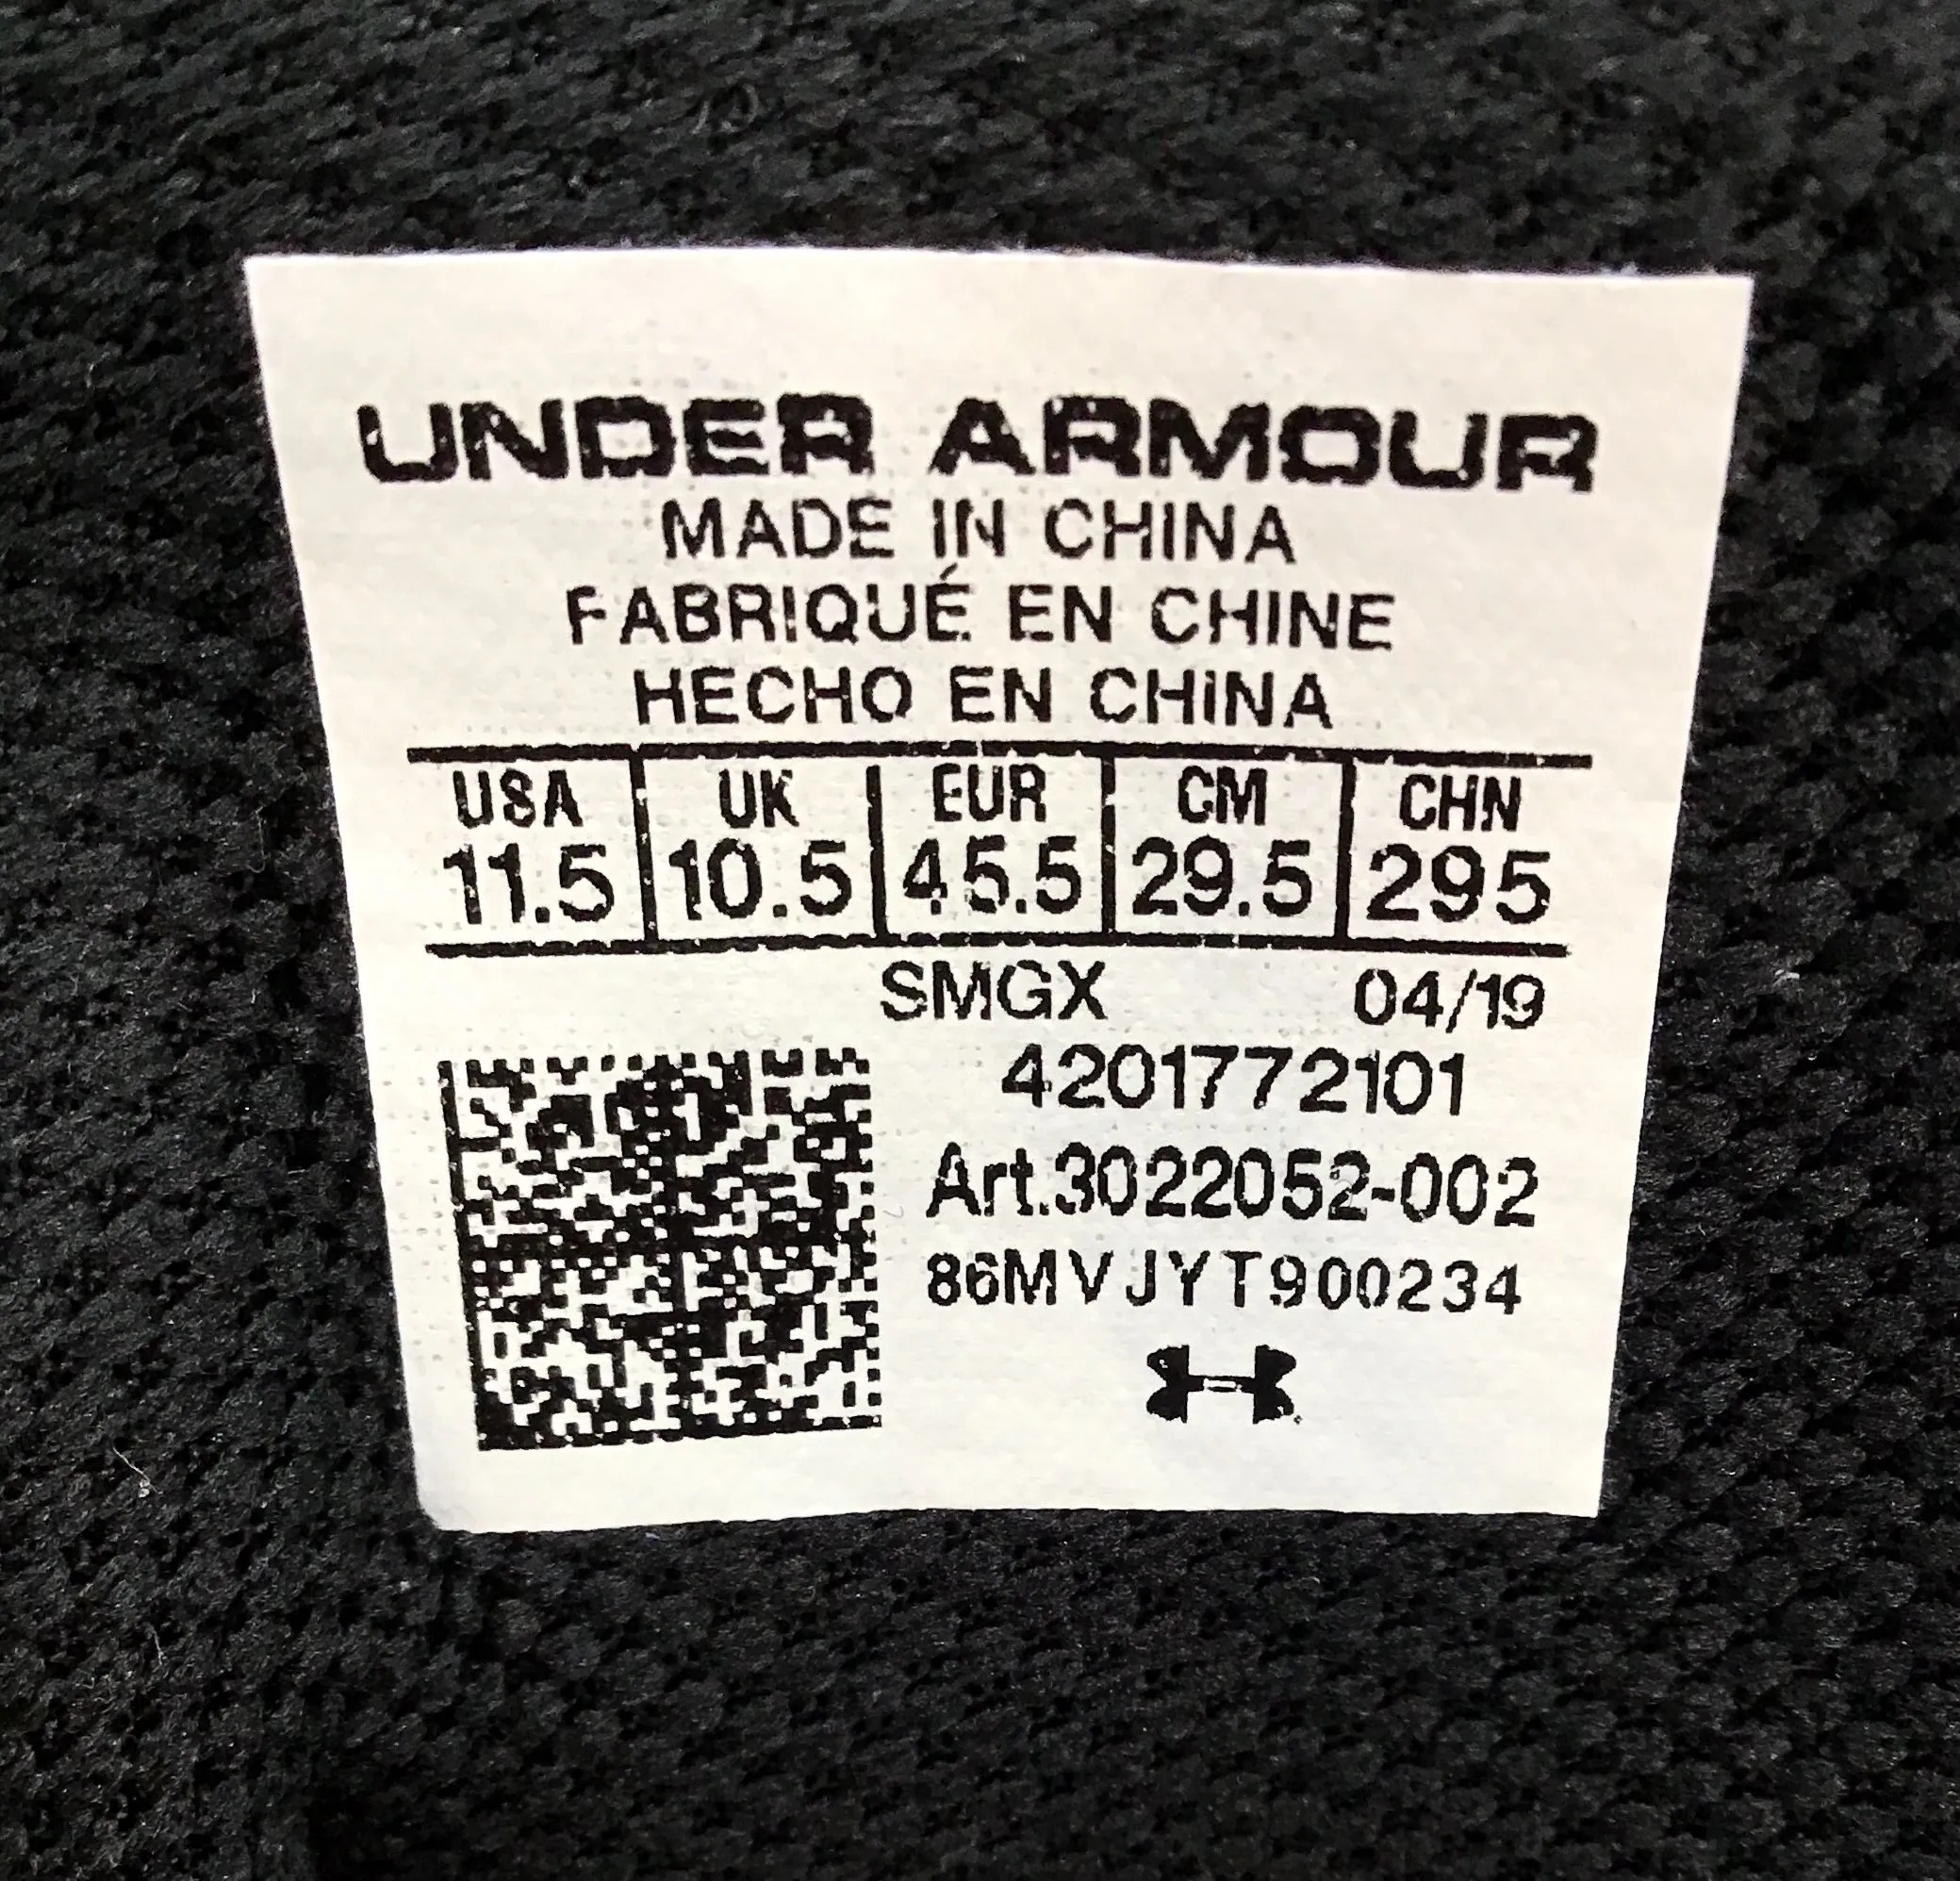 UNDER ARMOUR
MADE IN CHINA
FABRIQUÉ EN CHINE
HECHO EN CHINA
USA UK EUR CM CHN
11.5 10.5 45.5 29.5 295
SMGX 04/19
4201772101
Art.3022052-002
86MVJYT900234